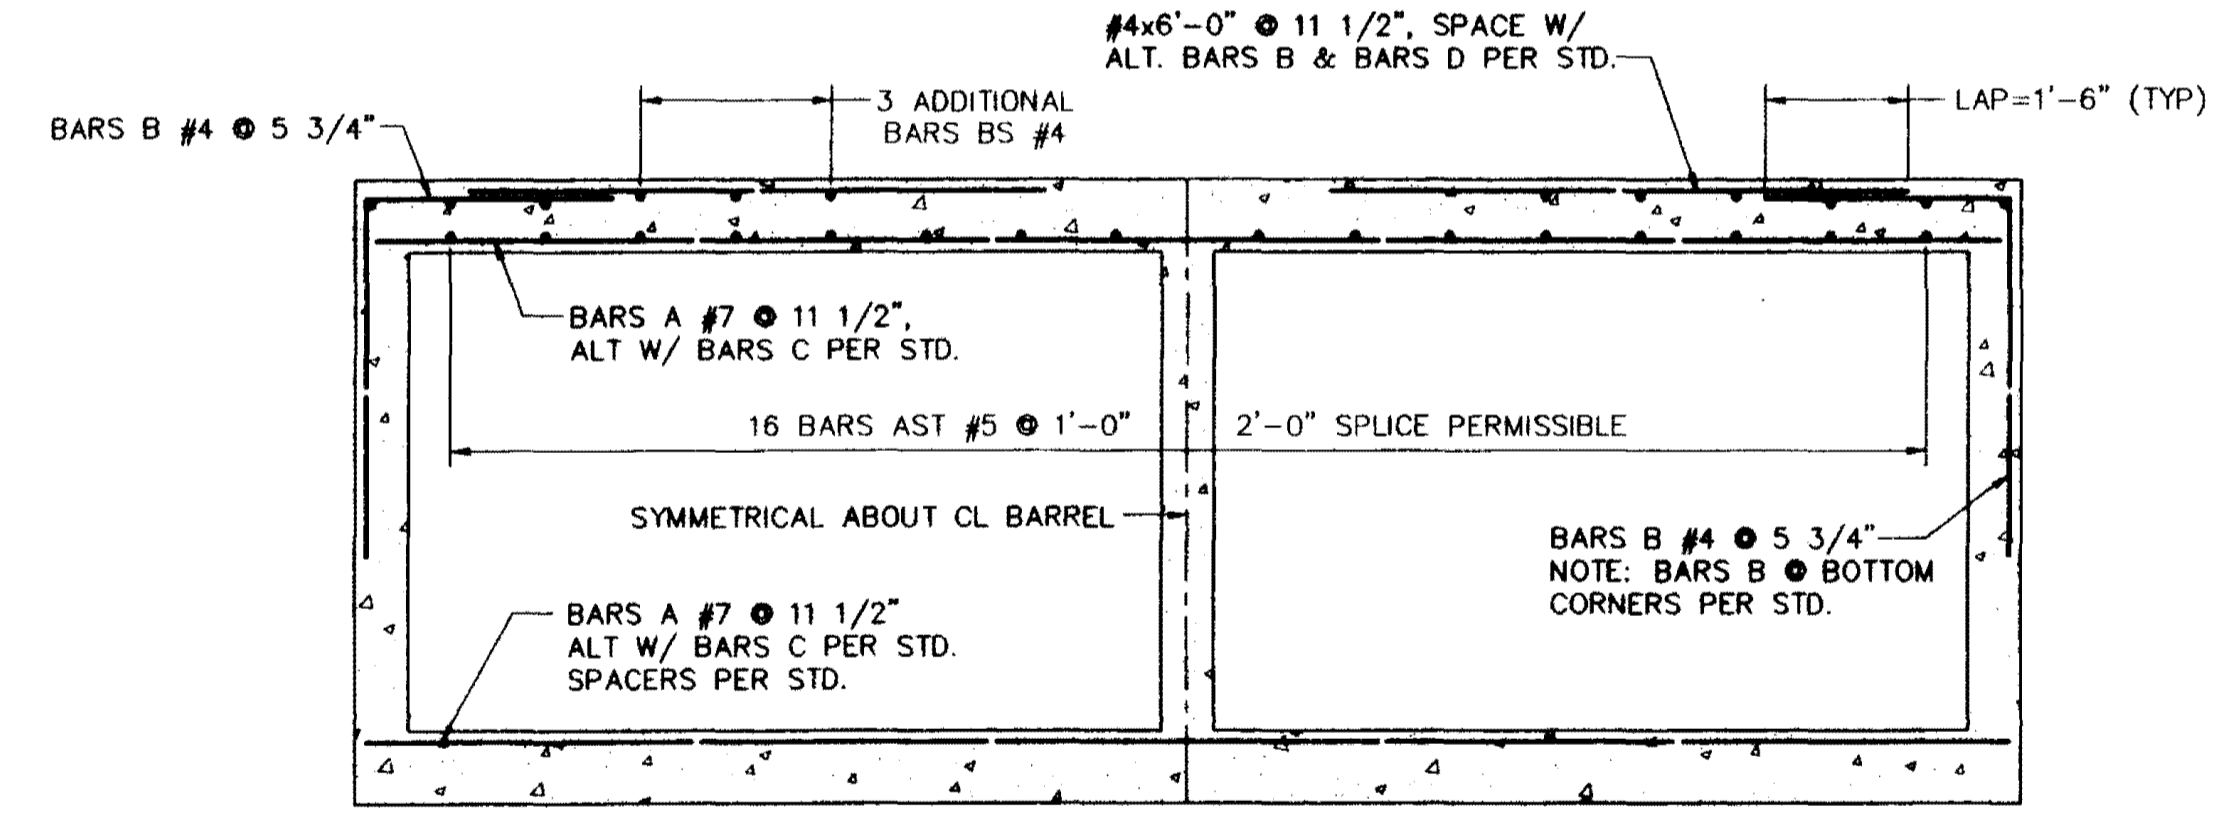 #4x6'-0" @ 11 1/2", SPACE W/
ALT. BARS B & BARS D PER STD.
3 ADDITIONAL
BARS BS #4
LAP=1'-6" (TYP)
BARS B #4 @ 5 3/4"
BARS A #7 @ 11 1/2",
ALT W/ BARS C PER STD.
16 BARS AST #5 @ 1'-0"
2'-0" SPLICE PERMISSIBLE
SYMMETRICAL ABOUT CL BARREL
BARS B #4 @ 5 3/4"
NOTE: BARS B @ BOTTOM
CORNERS PER STD.
BARS A #7 @ 11 1/2"
ALT W/ BARS C PER STD.
SPACERS PER STD.